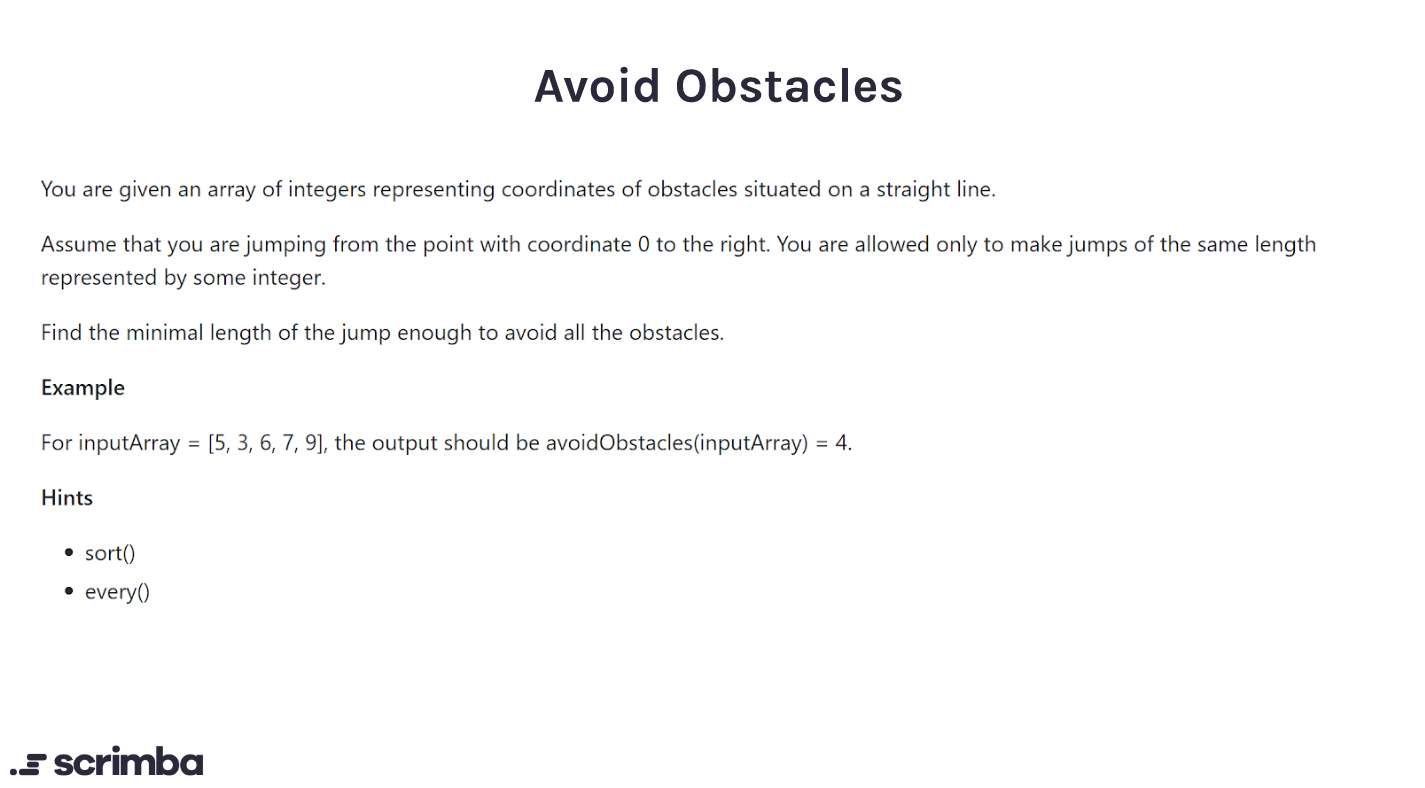 Avoid Obstacles
You are given an array of integers representing coordinates of obstacles situated on a straight line.
Assume that you are jumping from the point with coordinate 0 to the right. You are allowed only to make jumps of the same length
represented by some integer.
Find the minimal length of the jump enough to avoid all the obstacles.
Example
For inputArray = [5, 3, 6, 7, 9], the output should be avoidObstacles(inputArray) = 4.
Hints
• sort()
• every()
scrimba